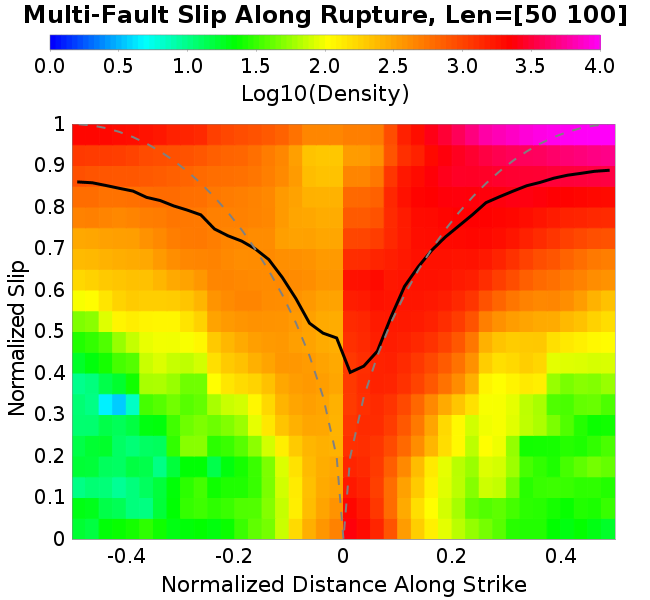 Multi-Fault Slip Along Rupture, Len=[50 100]
0.0 0.5 1.0 1.5 2.0 2.5 3.0 3.5 4.0
Log10(Density)
1
0.9
0.8
0.7
0.6
0.5
0.4
0.3
0.2
0.1
0
Normalized Slip
-0.4 -0.2 0 0.2 0.4
Normalized Distance Along Strike